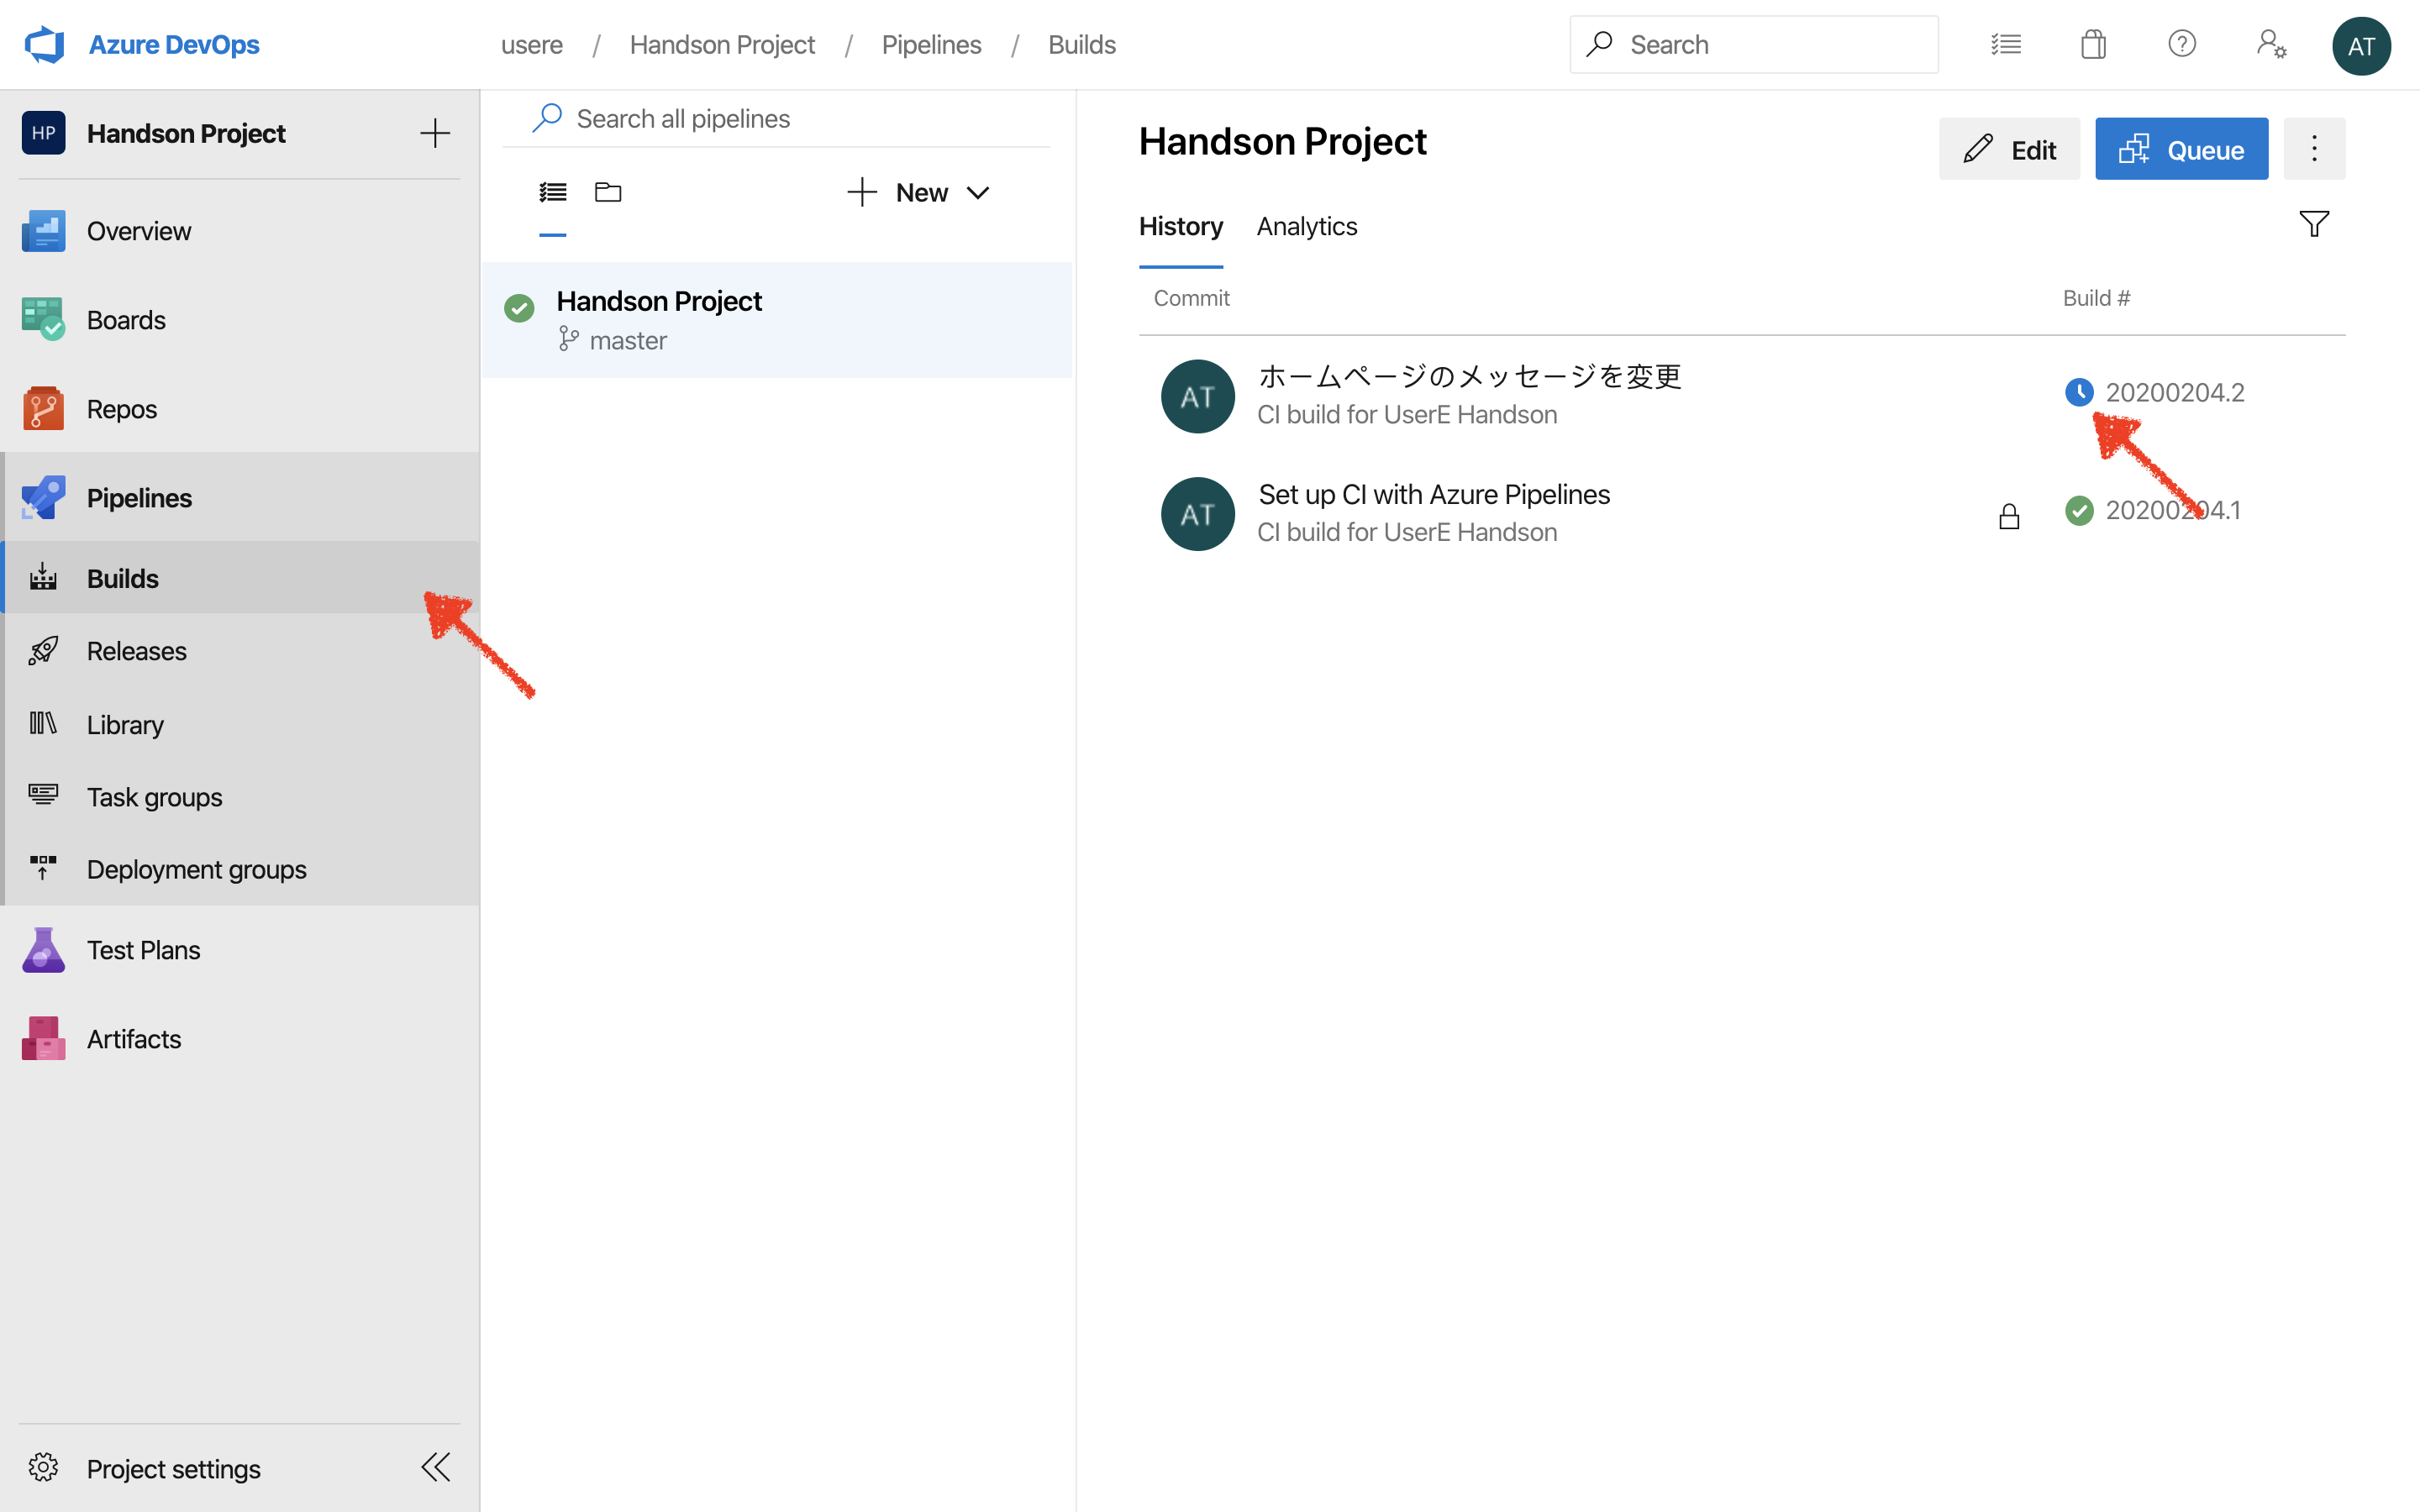 Azure DevOps
usere / Handson Project / Pipelines / Builds
Search
AT
HP
Handson Project
Overview
Boards
Repos
Pipelines
Builds
Releases
Library
Task groups
Deployment groups
Test Plans
Artifacts
Project settings
Search all pipelines
New
Handson Project
master
Handson Project
Edit
Queue
History
Analytics
Commit
Build #
AT
ホームページのメッセージを変更
CI build for UserE Handson
20200204.2
AT
Set up CI with Azure Pipelines
CI build for UserE Handson
20200204.1